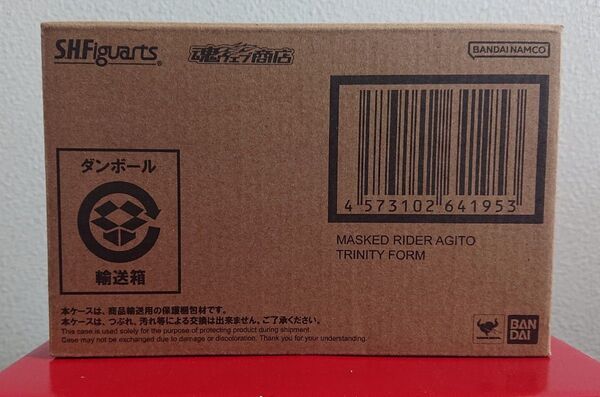 S.H.Figuarts
魂ウェブ商店
BANDAI NAMCO
ダンボール
輸送箱
4 573102 641953
MASKED RIDER AGITO
TRINITY FORM
本ケースは、商品輸送用の保護梱包材です。
本ケースは、つぶれ、汚れ等による交換は出来ません。ご了承ください。
This case is used solely for the purpose of protecting product during shipment.
Case may not be exchanged due to damage or discoloration. Thank you for your understanding.
BAN
DAI